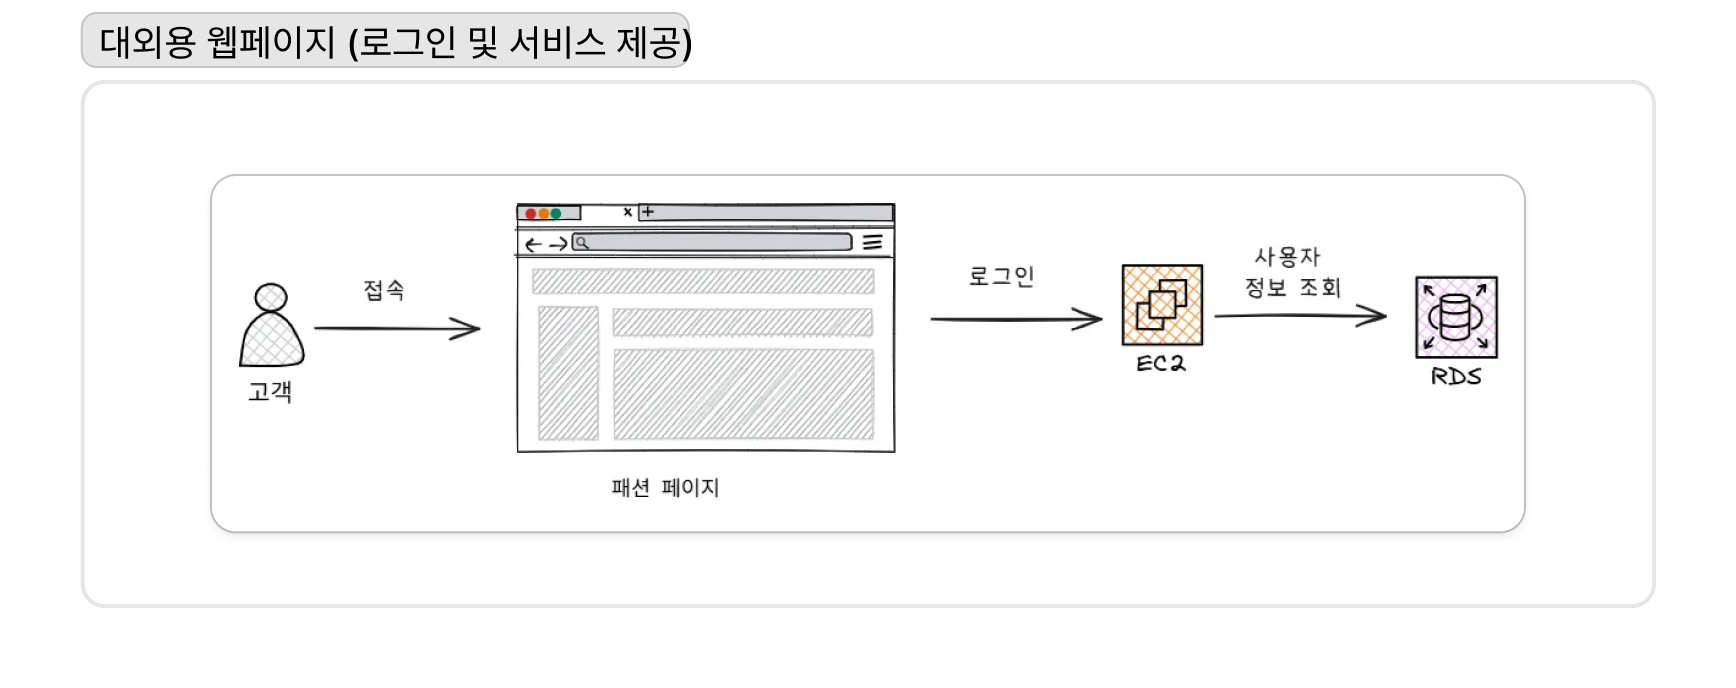 대외용 웹페이지 (로그인 및 서비스 제공)
접속
고객
패션 페이지
로그인
EC2
사용자
정보 조회
RDS